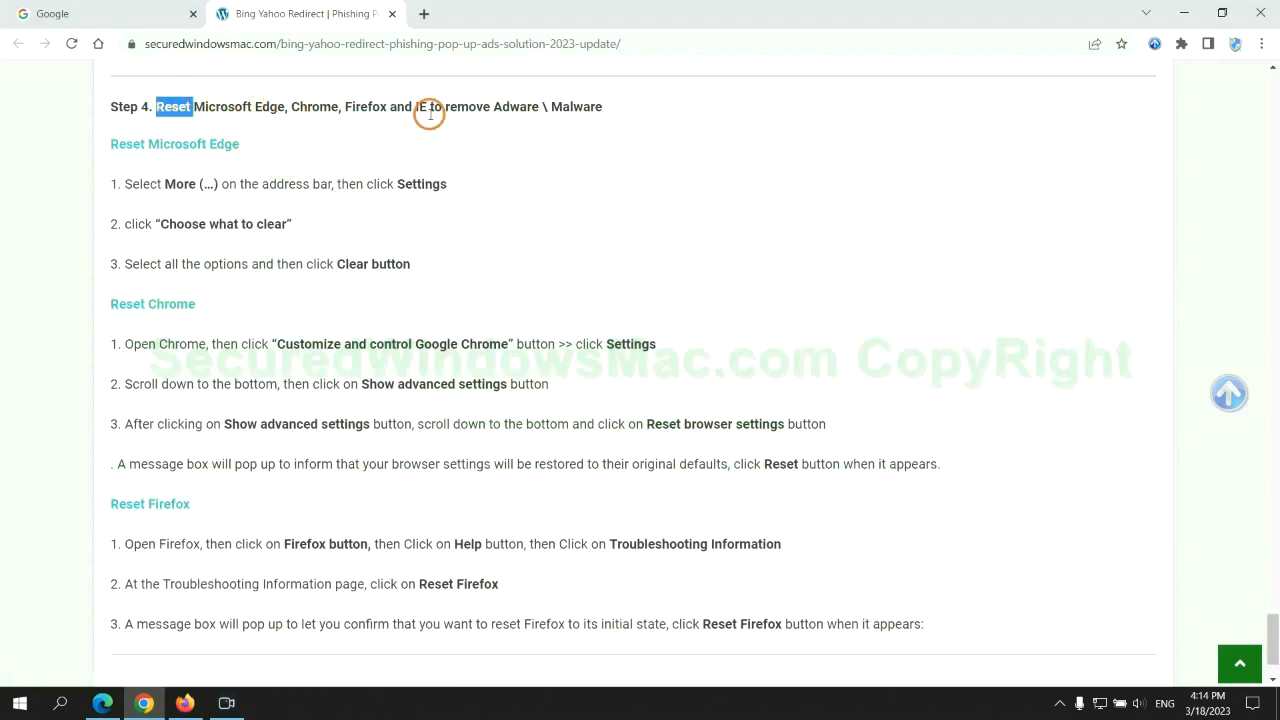 Google
Bing Yahoo Redirect | Phishing P
securedwindowsmac.com/bing-yahoo-redirect-phishing-pop-up-ads-solution-2023-update/
Step 4. Reset Microsoft Edge, Chrome, Firefox and IE to remove Adware \ Malware
Reset Microsoft Edge
1. Select More (…) on the address bar, then click Settings
2. click “Choose what to clear”
3. Select all the options and then click Clear button
Reset Chrome
1. Open Chrome, then click “Customize and control Google Chrome” button >> click Settings
SecuredWindowsMac.com CopyRight
2. Scroll down to the bottom, then click on Show advanced settings button
3. After clicking on Show advanced settings button, scroll down to the bottom and click on Reset browser settings button
. A message box will pop up to inform that your browser settings will be restored to their original defaults, click Reset button when it appears.
Reset Firefox
1. Open Firefox, then click on Firefox button, then Click on Help button, then Click on Troubleshooting Information
2. At the Troubleshooting Information page, click on Reset Firefox
3. A message box will pop up to let you confirm that you want to reset Firefox to its initial state, click Reset Firefox button when it appears:
ENG
4:14 PM
3/18/2023